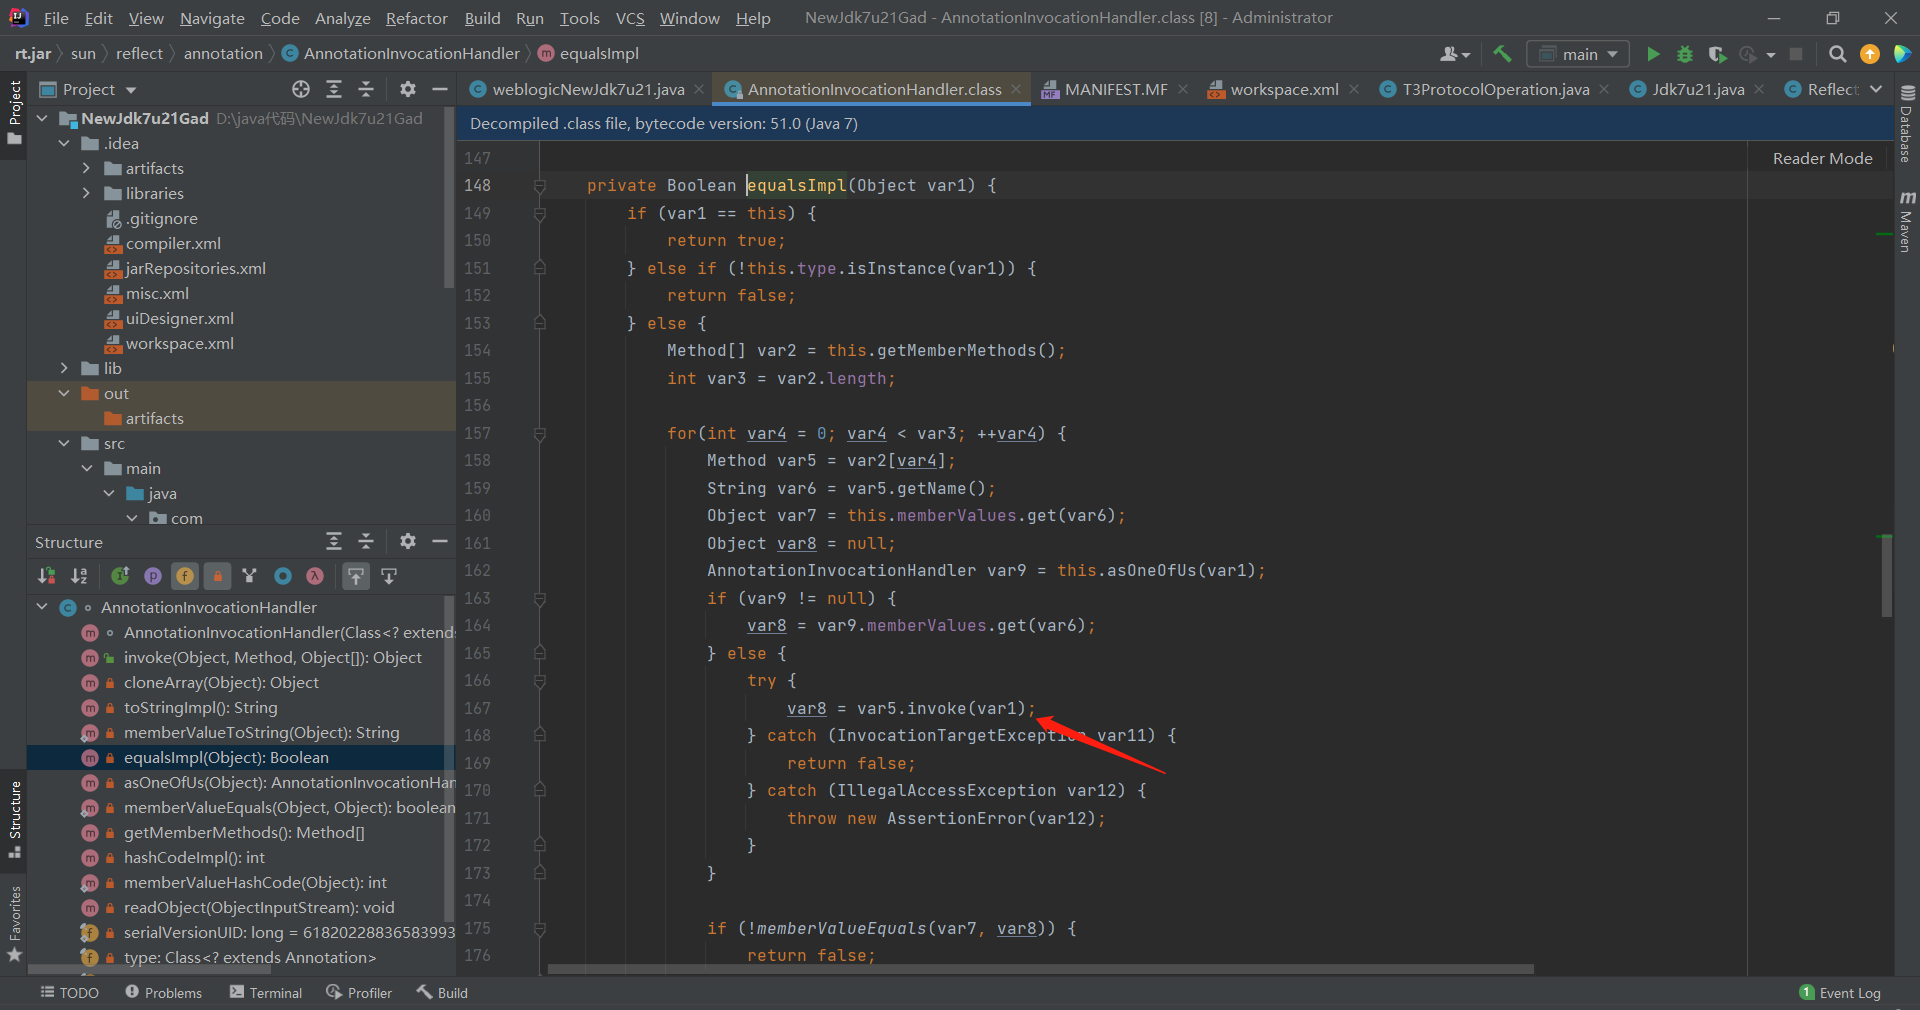 File Edit View Navigate Code Analyze Refactor Build Run Tools VCS Window Help NewJdk7u21Gad - AnnotationInvocationHandler.class [8] - Administrator
rt.jar sun reflect annotation AnnotationInvocationHandler equalsImpl main
Project
weblogicNewJdk7u21.java AnnotationInvocationHandler.class MANIFEST.MF workspace.xml T3ProtocolOperation.java Jdk7u21.java Reflect
Decompiled .class file, bytecode version: 51.0 (Java 7)
Reader Mode
Project
Structure
Favorites
Database
Maven
NewJdk7u21Gad D:\java代码\NewJdk7u21Gad
.idea
artifacts
libraries
.gitignore
compiler.xml
jarRepositories.xml
misc.xml
uiDesigner.xml
workspace.xml
lib
out
artifacts
src
main
java
com
Structure
AnnotationInvocationHandler
AnnotationInvocationHandler(Class<? extends
invoke(Object, Method, Object[]): Object
cloneArray(Object): Object
toStringImpl(): String
memberValueToString(Object): String
equalsImpl(Object): Boolean
asOneOfUs(Object): AnnotationInvocationHan
memberValueEquals(Object, Object): boolean
getMemberMethods(): Method[]
hashCodeImpl(): int
memberValueHashCode(Object): int
readObject(ObjectInputStream): void
serialVersionUID: long = 61820228836583993
type: Class<? extends Annotation>
147
148 private Boolean equalsImpl(Object var1) {
149 if (var1 == this) {
150 return true;
151 } else if (!this.type.isInstance(var1)) {
152 return false;
153 } else {
154 Method[] var2 = this.getMemberMethods();
155 int var3 = var2.length;
156
157 for(int var4 = 0; var4 < var3; ++var4) {
158 Method var5 = var2[var4];
159 String var6 = var5.getName();
160 Object var7 = this.memberValues.get(var6);
161 Object var8 = null;
162 AnnotationInvocationHandler var9 = this.asOneOfUs(var1);
163 if (var9 != null) {
164 var8 = var9.memberValues.get(var6);
165 } else {
166 try {
167 var8 = var5.invoke(var1);
168 } catch (InvocationTargetException var11) {
169 return false;
170 } catch (IllegalAccessException var12) {
171 throw new AssertionError(var12);
172 }
173 }
174
175 if (!memberValueEquals(var7, var8)) {
176 return false;
TODO Problems Terminal Profiler Build 1 Event Log